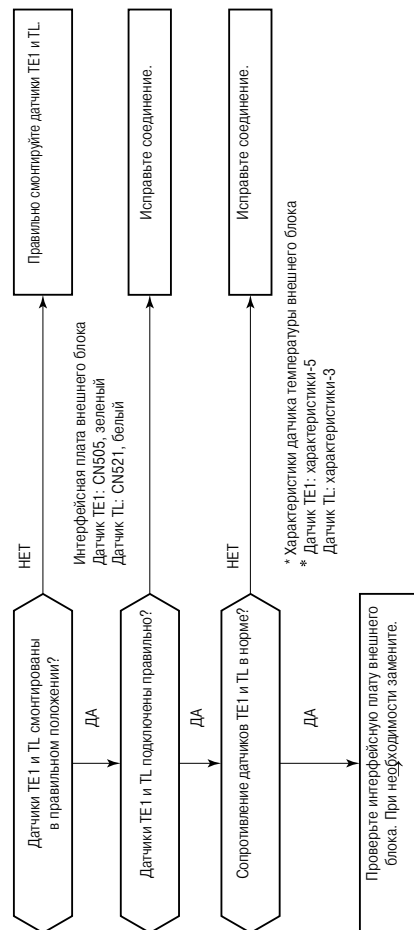 Датчики TE1 и TL смонтированы
в правильном положении?
НЕТ
Правильно смонтируйте датчики TE1 и TL.
ДА
Интерфейсная плата внешнего блока
Датчик TE1: CN505, зеленый
Датчик TL: CN521, белый
Датчики TE1 и TL подключены правильно?
Исправьте соединение.
ДА
Сопротивление датчиков TE1 и TL в норме?
НЕТ
Исправьте соединение.
* Характеристики датчика температуры внешнего блока
* Датчик TE1: характеристики-5
Датчик TL: характеристики-3
ДА
Проверьте интерфейсную плату внешнего
блока. При необходимости замените.